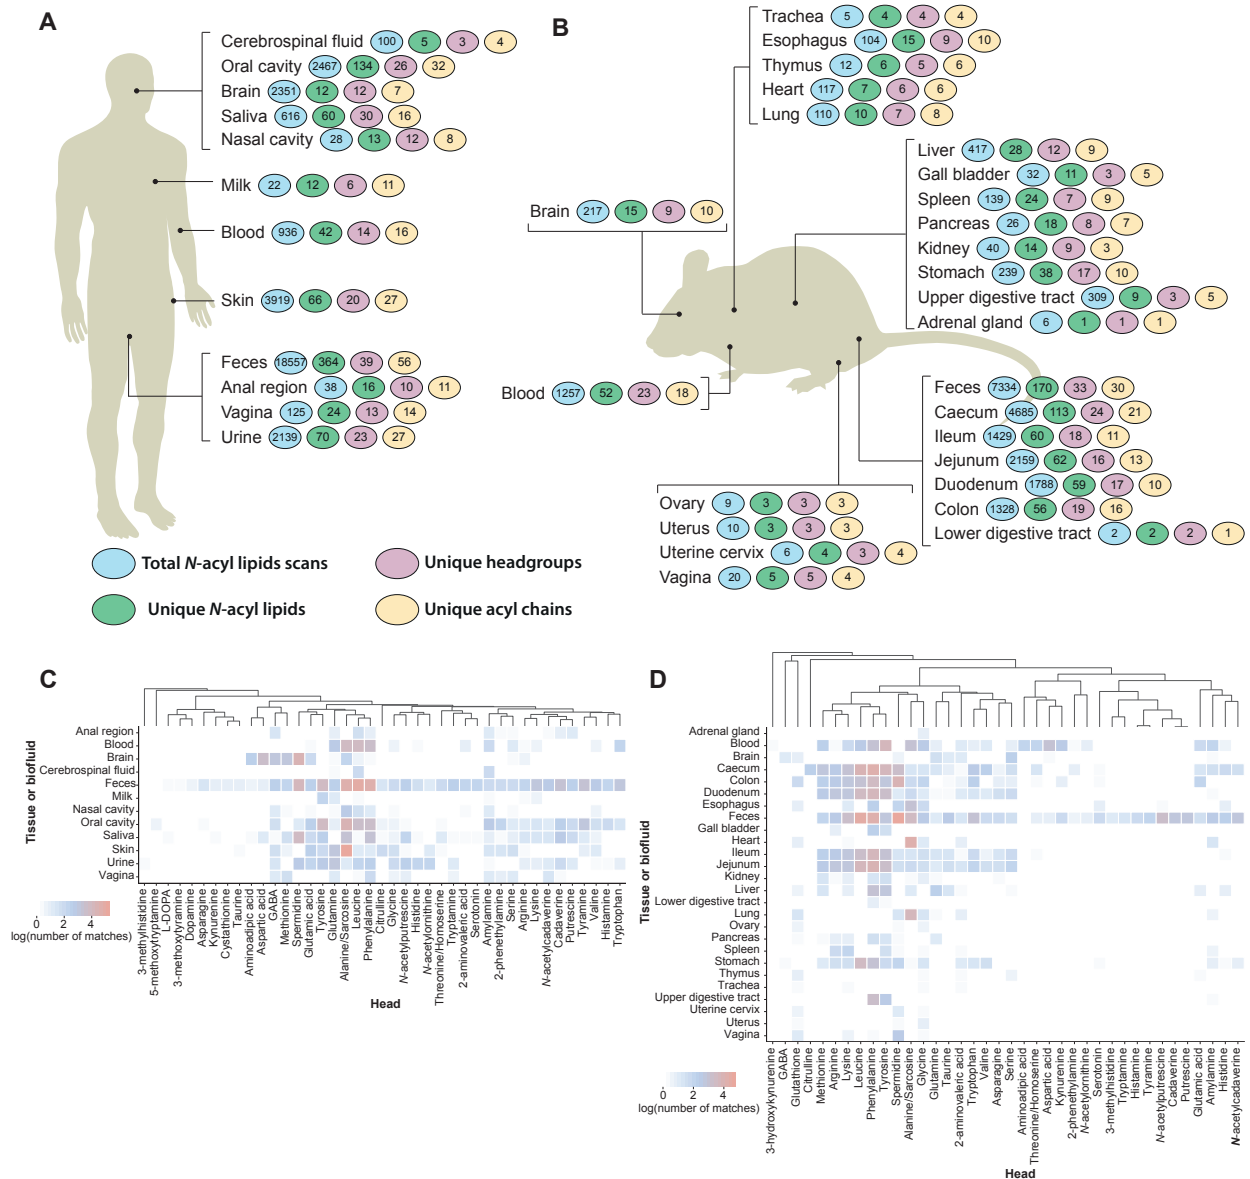 A
Cerebrospinal fluid 100 5 3 4
Oral cavity 2467 134 26 32
Brain 2351 12 12 7
Saliva 616 60 30 16
Nasal cavity 28 13 12 8
Milk 22 12 6 11
Blood 936 42 14 16
Skin 3919 66 20 27
Feces 18557 364 39 56
Anal region 38 16 10 11
Vagina 125 24 13 14
Urine 2139 70 23 27
Total N-acyl lipids scans
Unique headgroups
Unique N-acyl lipids
Unique acyl chains
B
Trachea 5 4 4 4
Esophagus 104 15 9 10
Thymus 12 6 5 6
Heart 117 7 6 6
Lung 110 10 7 8
Brain 217 15 9 10
Liver 417 28 12 9
Gall bladder 32 11 3 5
Spleen 139 24 7 9
Pancreas 26 18 8 7
Kidney 40 14 9 3
Stomach 239 38 17 10
Upper digestive tract 309 9 3 5
Adrenal gland 6 1 1 1
Blood 1257 52 23 18
Feces 7334 170 33 30
Caecum 4685 113 24 21
Ileum 1429 60 18 11
Jejunum 2159 62 16 13
Duodenum 1788 59 17 10
Colon 1328 56 19 16
Lower digestive tract 2 2 2 1
Ovary 9 3 3 3
Uterus 10 3 3 3
Uterine cervix 6 4 3 4
Vagina 20 5 5 4
C
Tissue or biofluid
Anal region
Blood
Brain
Cerebrospinal fluid
Feces
Milk
Nasal cavity
Oral cavity
Saliva
Skin
Urine
Vagina
0 2 4
log(number of matches)
3-methylhistidine
5-methoxytryptamine
L-DOPA
3-methoxytyramine
Dopamine
Asparagine
Kynurenine
Cystathionine
Taurine
Aminoadipic acid
Aspartic acid
GABA
Methionine
Spermidine
Glutamic acid
Tyrosine
Glutamine
Alanine/Sarcosine
Leucine
Phenylalanine
Citrulline
Glycine
N-acetylputrescine
Histidine
N-acetylornithine
Threonine/Homoserine
Tryptamine
2-aminovaleric acid
Serotonin
Amylamine
2-phenethylamine
Serine
Arginine
Lysine
N-acetylcadaverine
Cadaverine
Putrescine
Tyramine
Valine
Histamine
Tryptophan
Head
D
Tissue or biofluid
Adrenal gland
Blood
Brain
Caecum
Colon
Duodenum
Esophagus
Feces
Gall bladder
Heart
Ileum
Jejunum
Kidney
Liver
Lower digestive tract
Lung
Ovary
Pancreas
Spleen
Stomach
Thymus
Trachea
Upper digestive tract
Uterine cervix
Uterus
Vagina
0 2 4
log(number of matches)
3-hydroxykynurenine
GABA
Glutathione
Citrulline
Methionine
Arginine
Lysine
Leucine
Phenylalanine
Tyrosine
Spermidine
Alanine/Sarcosine
Glycine
Glutamine
Taurine
2-aminovaleric acid
Tryptophan
Valine
Asparagine
Serine
Aminoadipic acid
Threonine/Homoserine
Aspartic acid
Kynurenine
2-phenethylamine
N-acetylornithine
Serotonin
3-methylhistidine
Tryptamine
Histamine
Tyramine
N-acetylputrescine
Cadaverine
Putrescine
Glutamic acid
Amylamine
Histidine
N-acetylcadaverine
Head